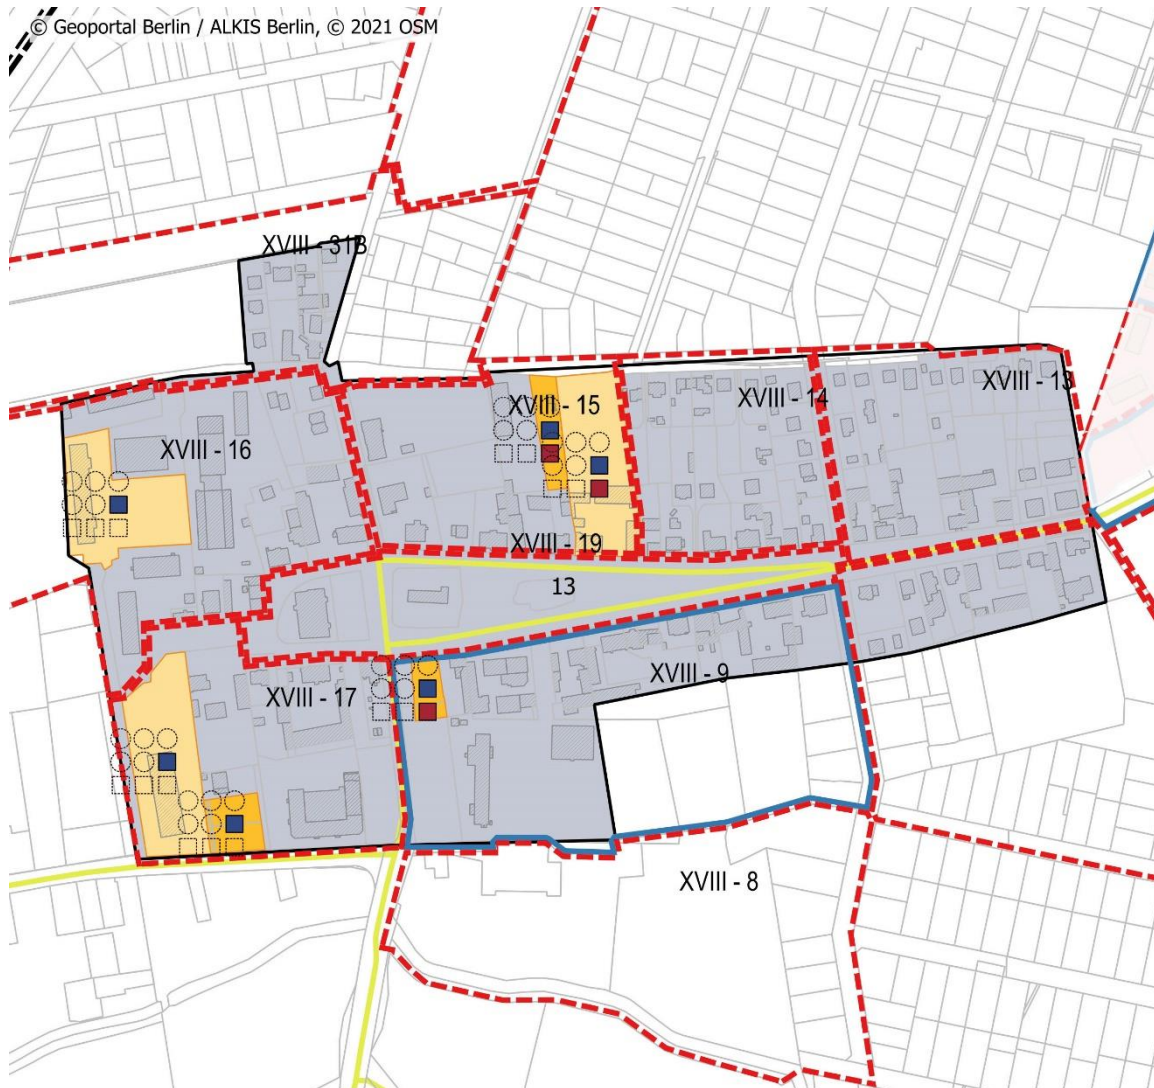 © Geoportal Berlin / ALKIS Berlin, © 2021 OSM
XVIII - 31B
XVIII - 13
XVIII - 14
XVIII - 15
XVIII - 16
XVIII - 19
13
XVIII - 9
XVIII - 17
XVIII - 8